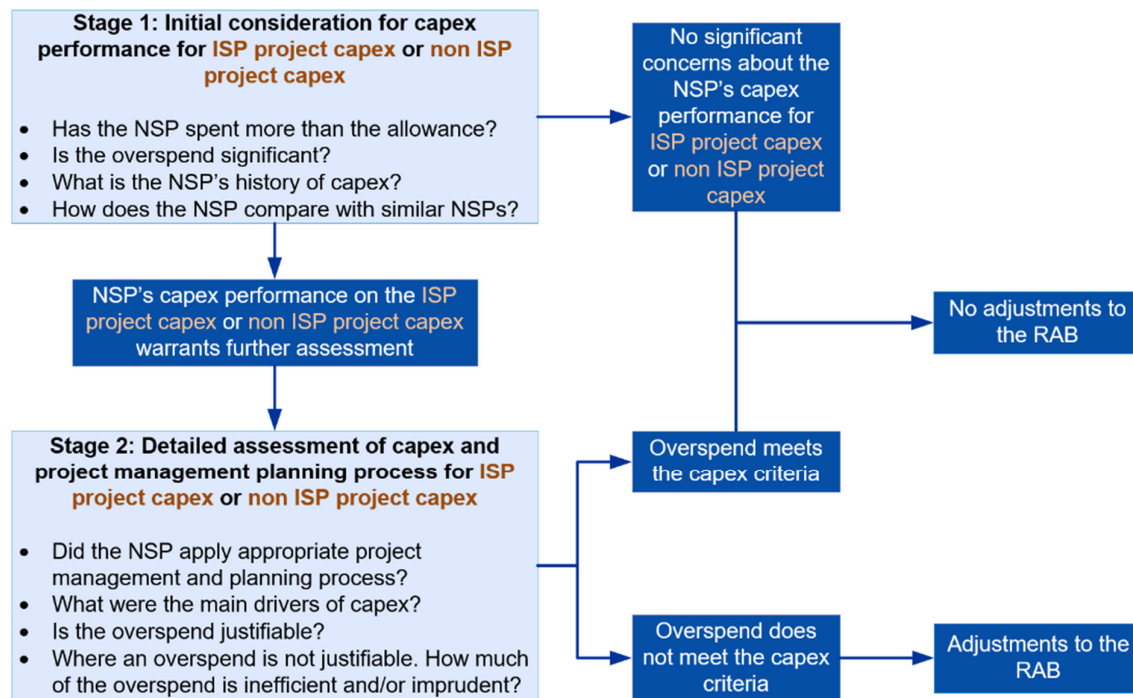 Stage 1: Initial consideration for capex
performance for ISP project capex or non ISP
project capex
• Has the NSP spent more than the allowance?
• Is the overspend significant?
• What is the NSP's history of capex?
• How does the NSP compare with similar NSPs?
No significant
concerns about the
NSP's capex
performance for
ISP project capex
or non ISP project
capex
NSP's capex performance on the ISP
project capex or non ISP project capex
warrants further assessment
No adjustments to
the RAB
Stage 2: Detailed assessment of capex and
project management planning process for ISP
project capex or non ISP project capex
• Did the NSP apply appropriate project
management and planning process?
• What were the main drivers of capex?
• Is the overspend justifiable?
• Where an overspend is not justifiable. How much
of the overspend is inefficient and/or imprudent?
Overspend meets
the capex criteria
Overspend does
not meet the capex
criteria
Adjustments to the
RAB